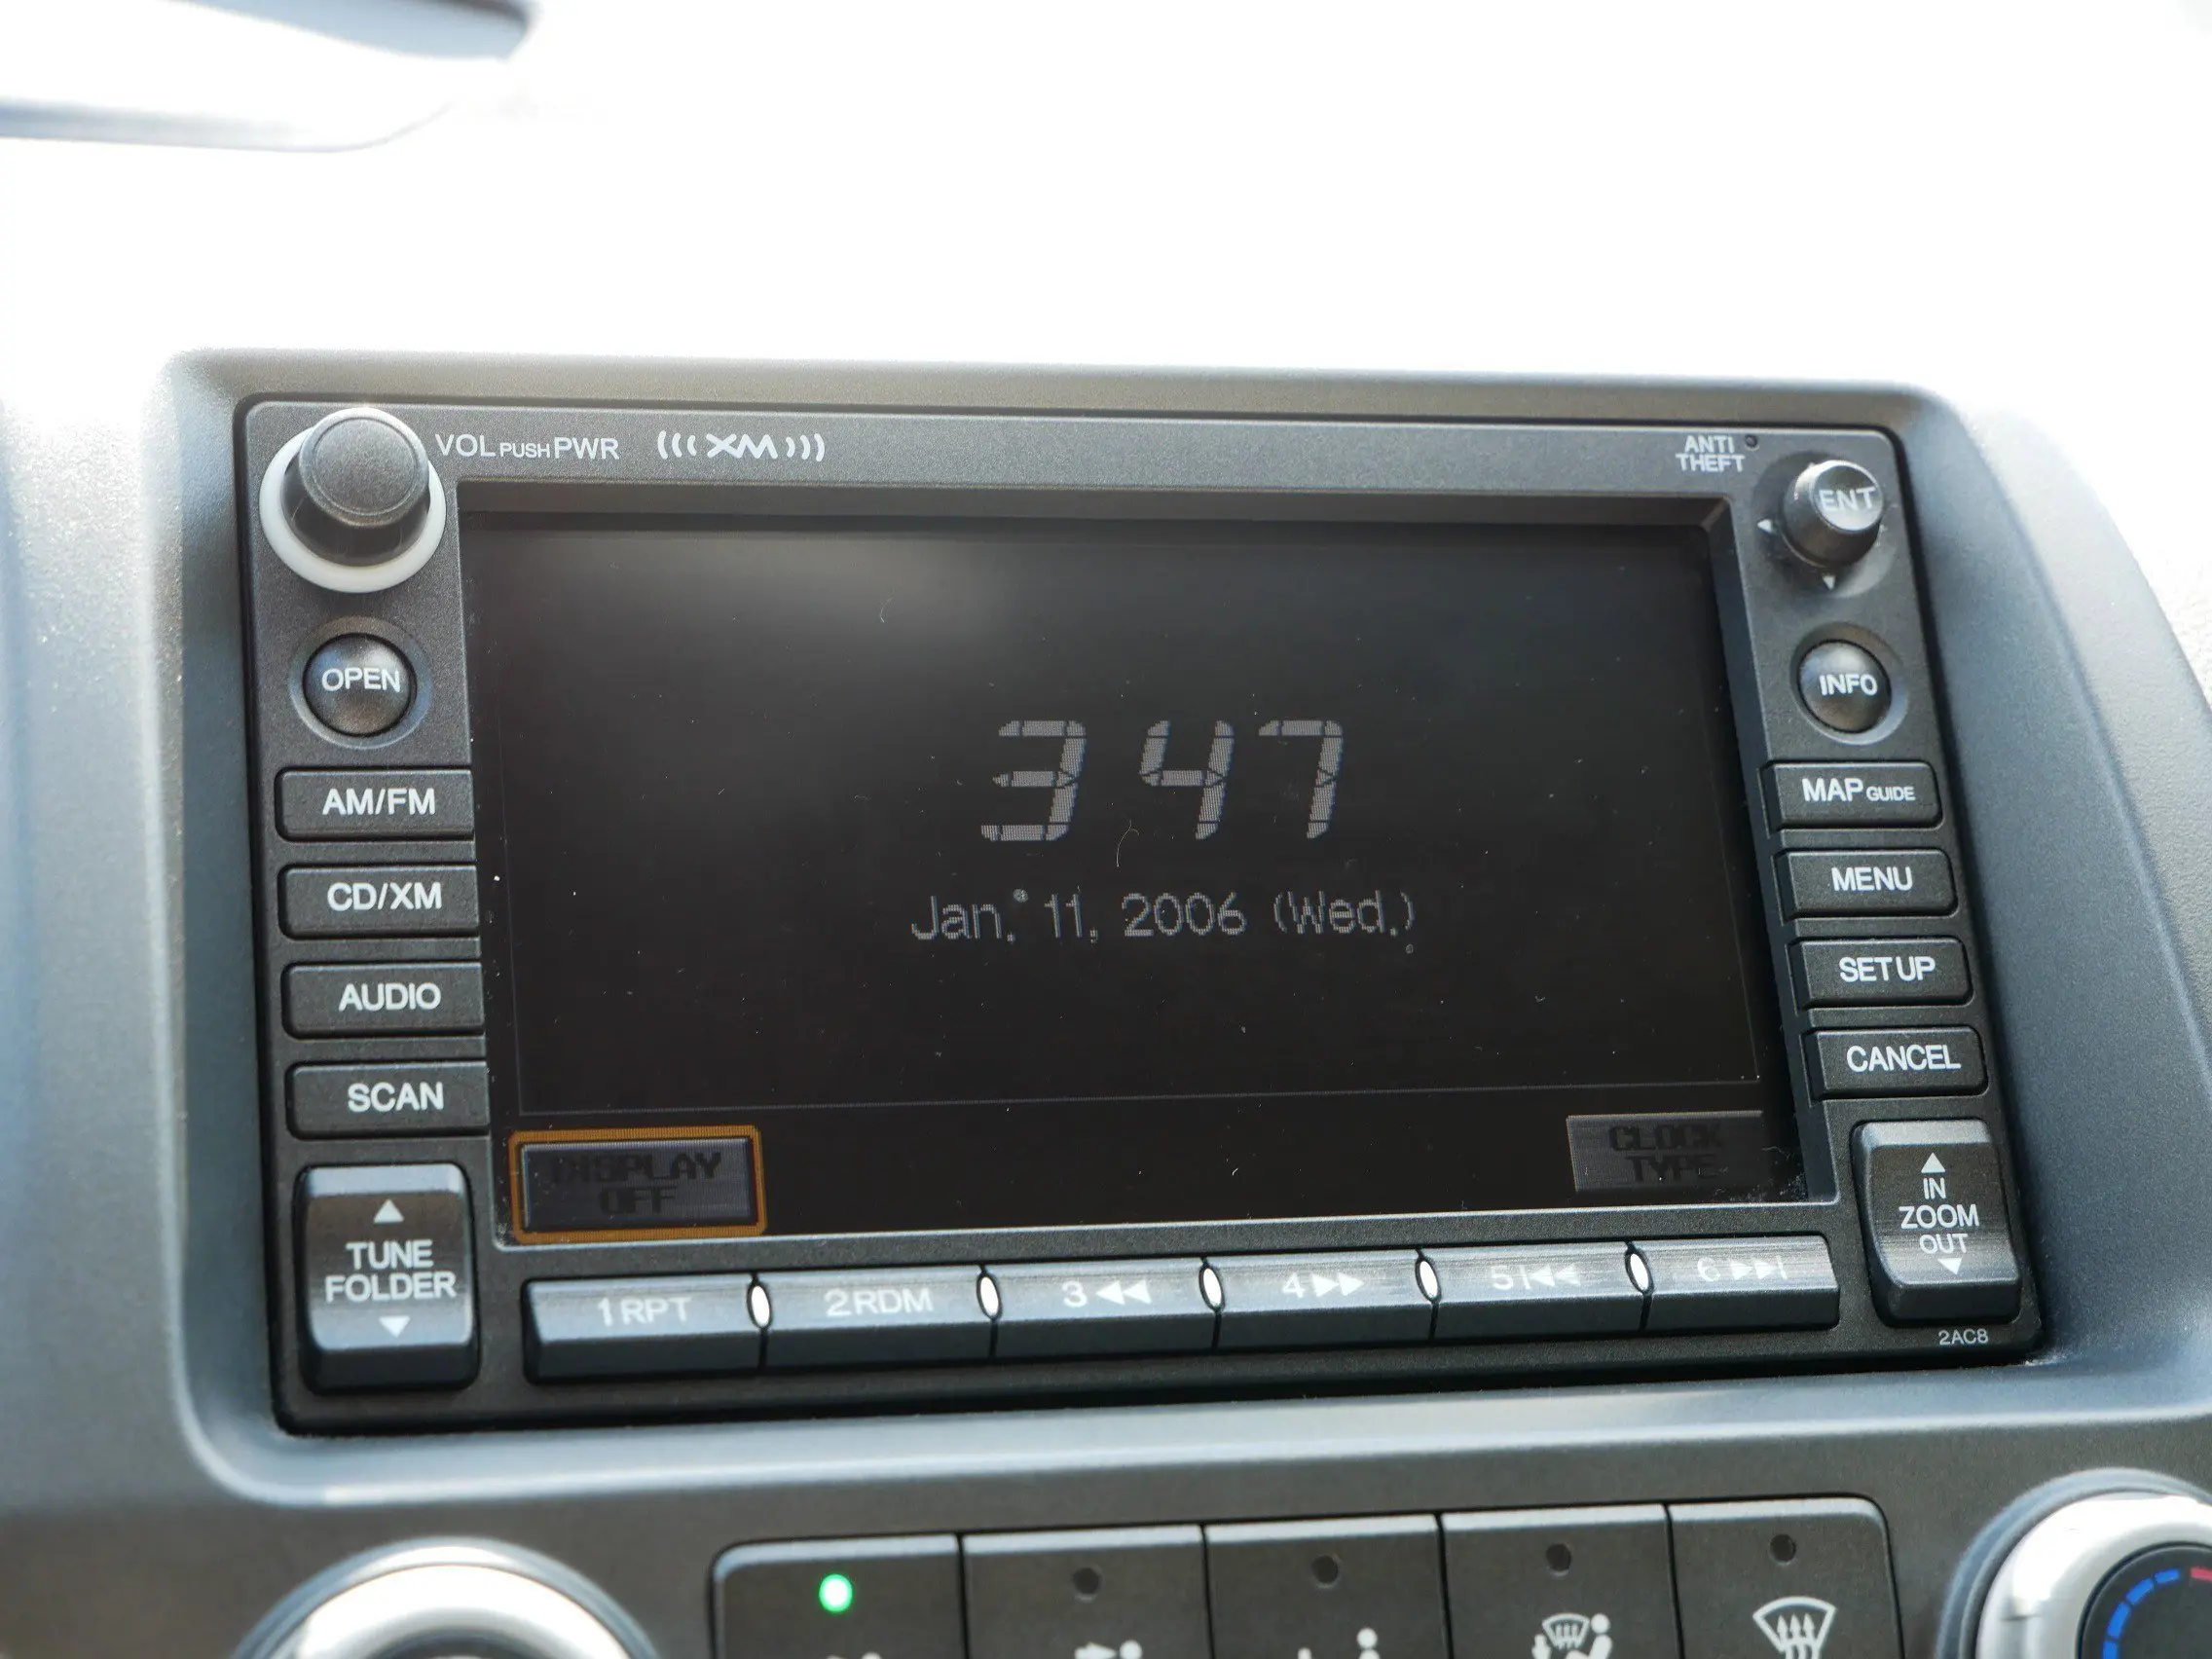 VOL PUSH PWR
(((XM)))
ANTI
THEFT
ENT
OPEN
INFO
AM/FM
MAP GUIDE
CD/XM
MENU
AUDIO
SETUP
SCAN
CANCEL
3 47
Jan. 11, 2006 (Wed.)
DISPLAY
OFF
CLOCK
TYPE
▲
TUNE
FOLDER
▼
▲
IN
ZOOM
OUT
▼
1 RPT
2 RDM
3 ◀◀
4 ▶▶
5 |◀◀
6 ▶▶|
2AC8